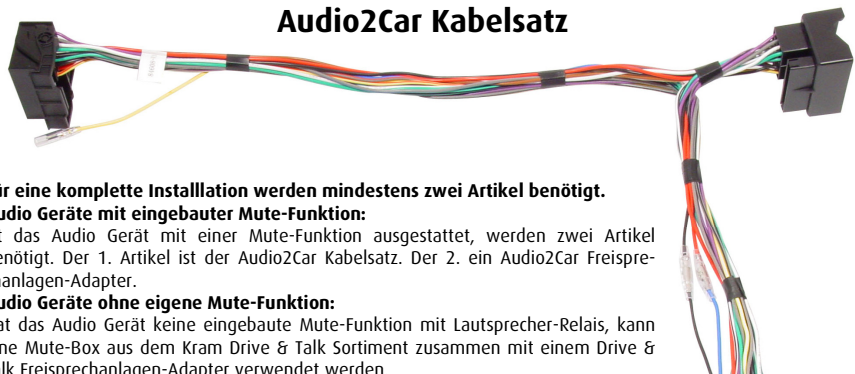 Audio2Car Kabelsatz
ür eine komplette Installlation werden mindestens zwei Artikel benötigt.
udio Geräte mit eingebauter Mute-Funktion:
t das Audio Gerät mit einer Mute-Funktion ausgestattet, werden zwei Artikel
enötigt. Der 1. Artikel ist der Audio2Car Kabelsatz. Der 2. ein Audio2Car Freispre-
hanlagen-Adapter.
udio Geräte ohne eigene Mute-Funktion:
at das Audio Gerät keine eingebaute Mute-Funktion mit Lautsprecher-Relais, kann
ne Mute-Box aus dem Kram Drive & Talk Sortiment zusammen mit einem Drive &
alk Freisprechanlagen-Adapter verwendet werden